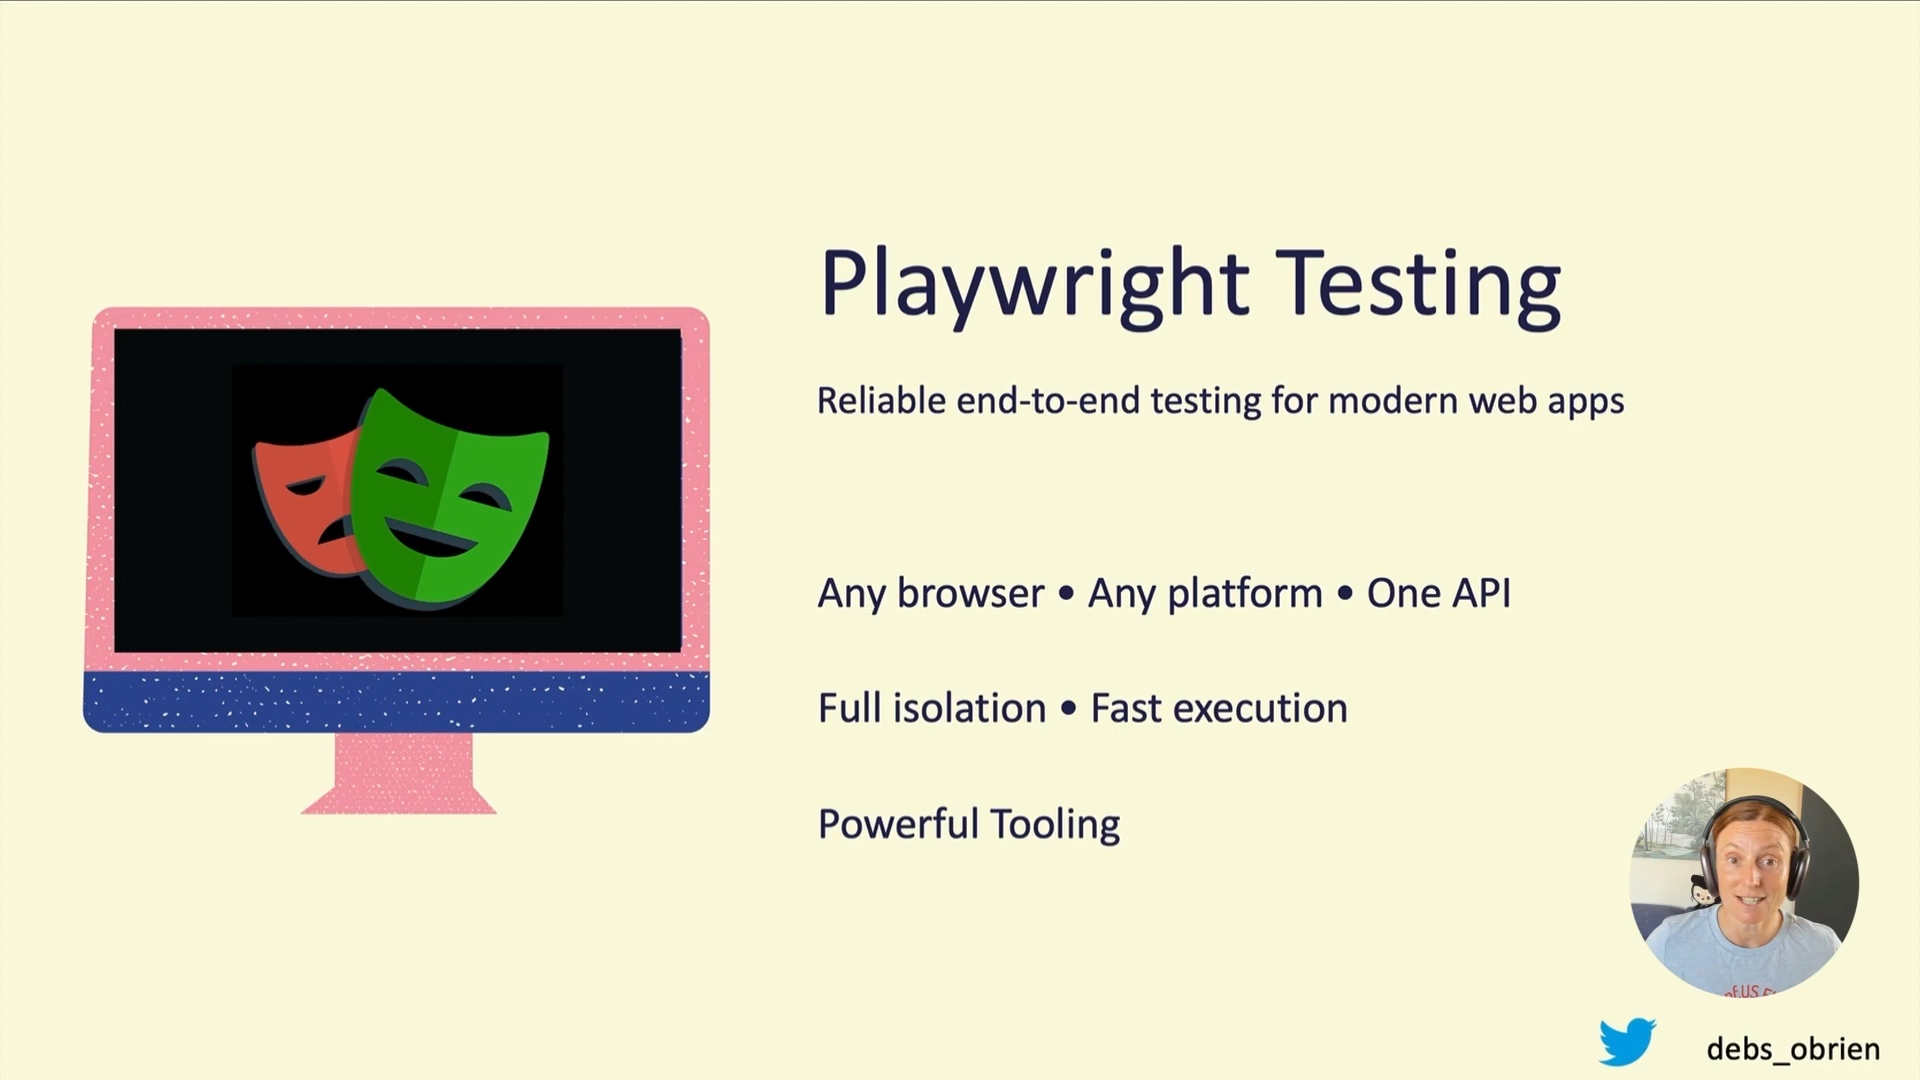 Playwright Testing
Reliable end-to-end testing for modern web apps
Any browser • Any platform • One API
Full isolation • Fast execution
Powerful Tooling
debs_obrien